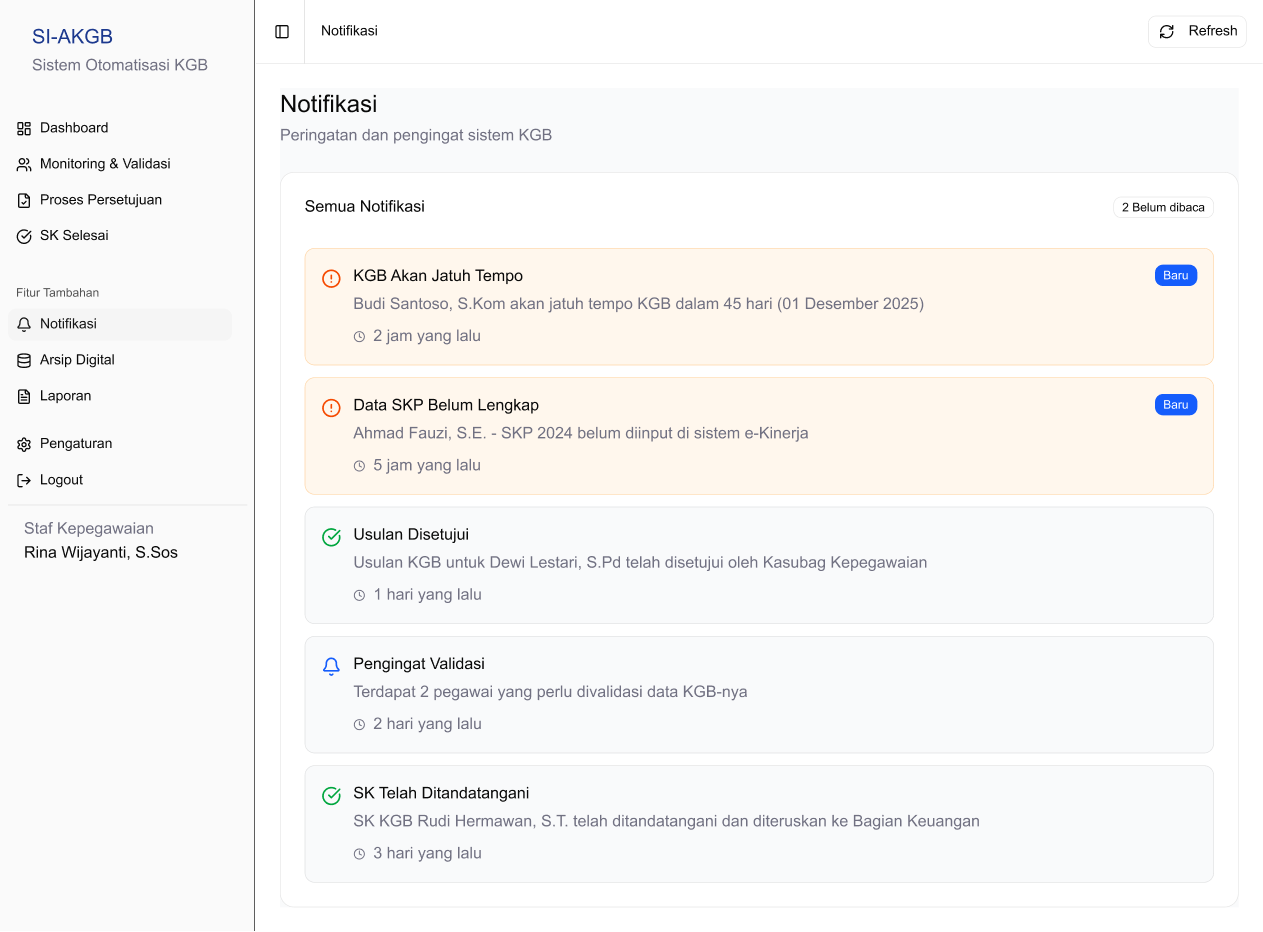 SI-AKGB
Sistem Otomatisasi KGB
Dashboard
Monitoring & Validasi
Proses Persetujuan
SK Selesai
Fitur Tambahan
Notifikasi
Arsip Digital
Laporan
Pengaturan
Logout
Staf Kepegawaian
Rina Wijayanti, S.Sos
Notifikasi
Refresh
Notifikasi
Peringatan dan pengingat sistem KGB
Semua Notifikasi
2 Belum dibaca
KGB Akan Jatuh Tempo
Baru
Budi Santoso, S.Kom akan jatuh tempo KGB dalam 45 hari (01 Desember 2025)
2 jam yang lalu
Data SKP Belum Lengkap
Baru
Ahmad Fauzi, S.E. - SKP 2024 belum diinput di sistem e-Kinerja
5 jam yang lalu
Usulan Disetujui
Usulan KGB untuk Dewi Lestari, S.Pd telah disetujui oleh Kasubag Kepegawaian
1 hari yang lalu
Pengingat Validasi
Terdapat 2 pegawai yang perlu divalidasi data KGB-nya
2 hari yang lalu
SK Telah Ditandatangani
SK KGB Rudi Hermawan, S.T. telah ditandatangani dan diteruskan ke Bagian Keuangan
3 hari yang lalu